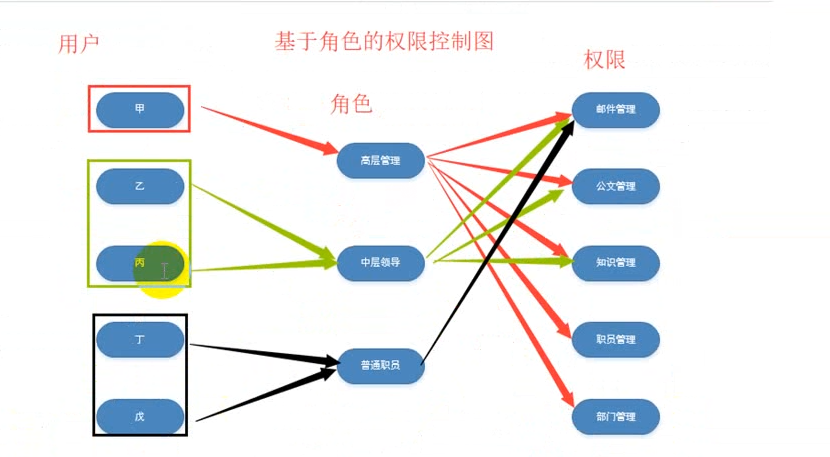 用户
基于角色的权限控制图
权限
角色
甲
乙
丙
丁
戊
高层管理
中层领导
普通职员
邮件管理
公文管理
知识管理
职员管理
部门管理